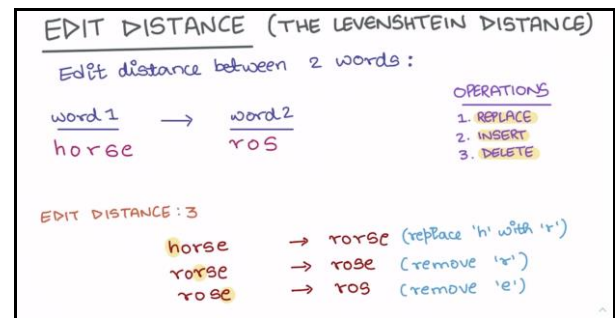 EDIT DISTANCE (THE LEVENSHTEIN DISTANCE)
Edit distance between 2 words:
OPERATIONS
word1 → word2
1. REPLACE
horse ros
2. INSERT
3. DELETE
EDIT DISTANCE: 3
horse → rorse (replace 'h' with 'r')
rorse → rose (remove 'r')
rose → ros (remove 'e')